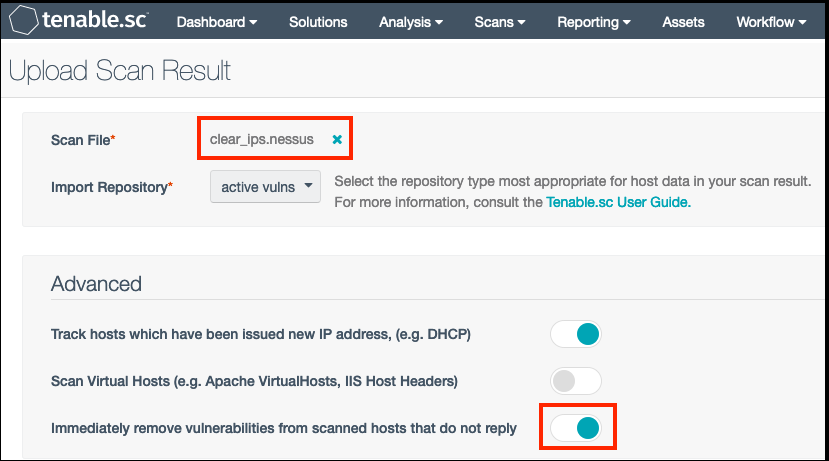 tenable.sc Dashboard Solutions Analysis Scans Reporting Assets Workflow
Upload Scan Result
Scan File* clear_ips.nessus
Import Repository* active vulns Select the repository type most appropriate for host data in your scan result.
For more information, consult the Tenable.sc User Guide.
Advanced
Track hosts which have been issued new IP address, (e.g. DHCP)
Scan Virtual Hosts (e.g. Apache VirtualHosts, IIS Host Headers)
Immediately remove vulnerabilities from scanned hosts that do not reply